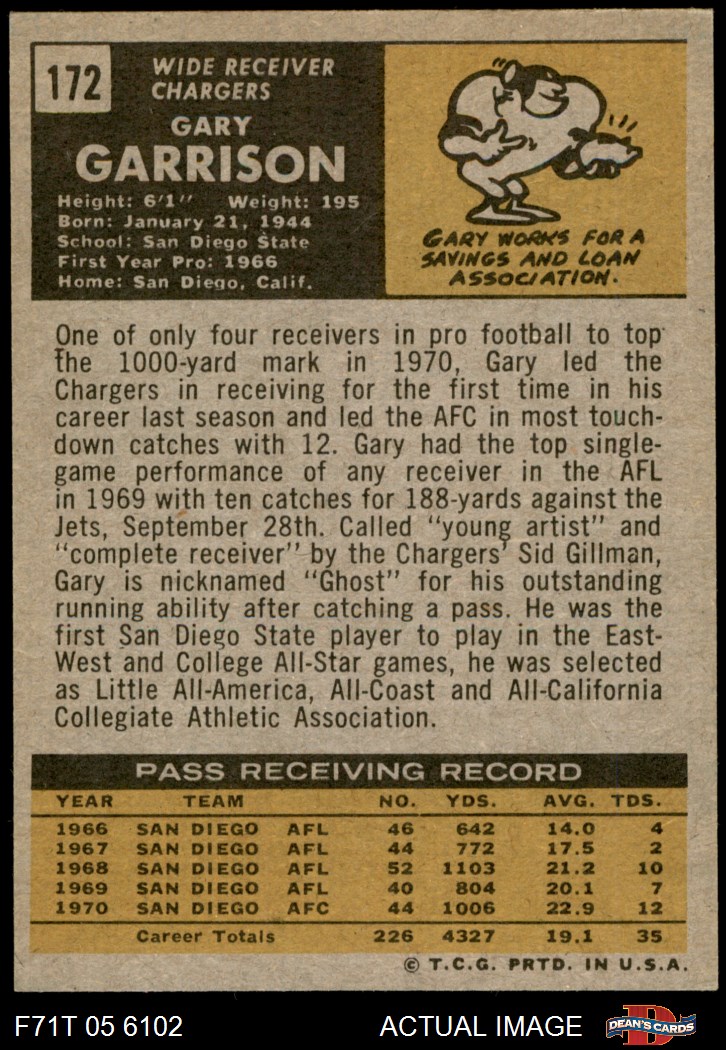 172
WIDE RECEIVER
CHARGERS
GARY
GARRISON
Height: 6'1" Weight: 195
Born: January 21, 1944
School: San Diego State
First Year Pro: 1966
Home: San Diego, Calif.
GARY WORKS FOR A
SAVINGS AND LOAN
ASSOCIATION.
One of only four receivers in pro football to top
the 1000-yard mark in 1970, Gary led the
Chargers in receiving for the first time in his
career last season and led the AFC in most touch-
down catches with 12. Gary had the top single-
game performance of any receiver in the AFL
in 1969 with ten catches for 188-yards against the
Jets, September 28th. Called "young artist" and
"complete receiver" by the Chargers' Sid Gillman,
Gary is nicknamed "Ghost" for his outstanding
running ability after catching a pass. He was the
first San Diego State player to play in the East-
West and College All-Star games, he was selected
as Little All-America, All-Coast and All-California
Collegiate Athletic Association.
PASS RECEIVING RECORD
YEAR TEAM NO. YDS. AVG. TDS.
1966 SAN DIEGO AFL 46 642 14.0 4
1967 SAN DIEGO AFL 44 772 17.5 2
1968 SAN DIEGO AFL 52 1103 21.2 10
1969 SAN DIEGO AFL 40 804 20.1 7
1970 SAN DIEGO AFC 44 1006 22.9 12
Career Totals 226 4327 19.1 35
© T.C.G. PRTD. IN U.S.A.
F71T 05 6102 ACTUAL IMAGE D DEAN'S CARDS